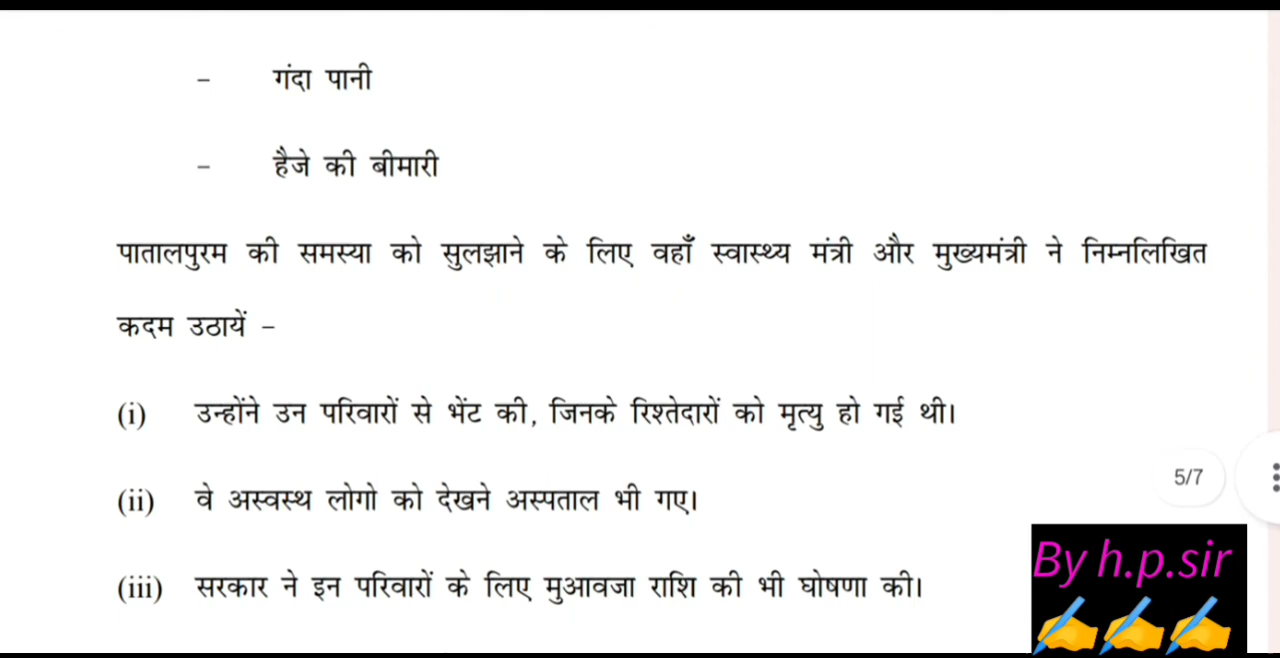 - गंदा पानी
- हैजे की बीमारी
पातालपुरम की समस्या को सुलझाने के लिए वहाँ स्वास्थ्य मंत्री और मुख्यमंत्री ने निम्नलिखित
कदम उठायें -
(i) उन्होंने उन परिवारों से भेंट की, जिनके रिश्तेदारों को मृत्यु हो गई थी।
(ii) वे अस्वस्थ लोगो को देखने अस्पताल भी गए।
(iii) सरकार ने इन परिवारों के लिए मुआवजा राशि की भी घोषणा की।
5/7
By h.p.sir